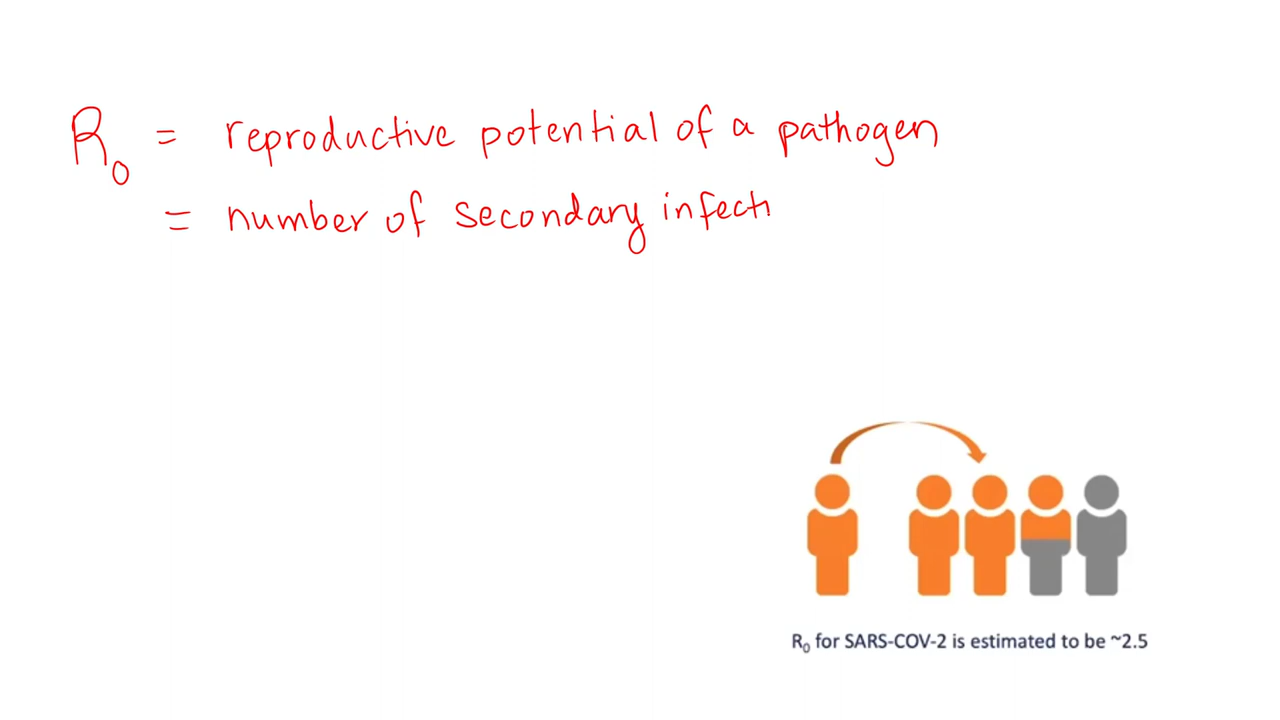 R₀ = reproductive potential of a pathogen
= number of secondary infecti
R₀ for SARS-COV-2 is estimated to be ~2.5